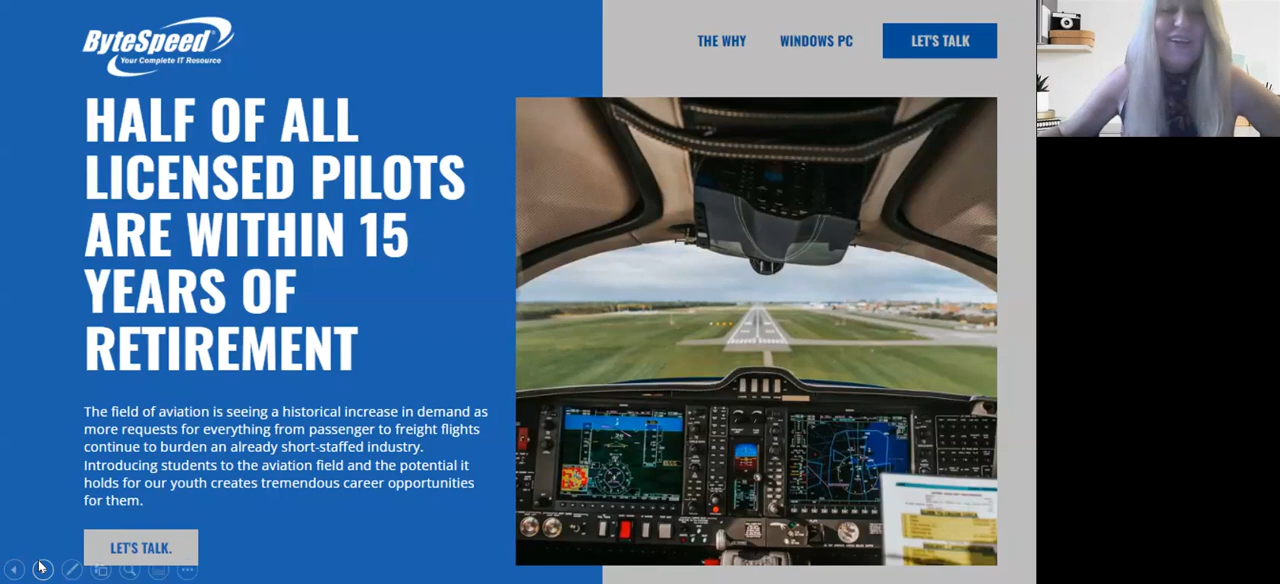 ByteSpeed®
Your Complete IT Resource
THE WHY
WINDOWS PC
LET'S TALK
HALF OF ALL
LICENSED PILOTS
ARE WITHIN 15
YEARS OF
RETIREMENT
The field of aviation is seeing a historical increase in demand as
more requests for everything from passenger to freight flights
continue to burden an already short-staffed industry.
Introducing students to the aviation field and the potential it
holds for our youth creates tremendous career opportunities
for them.
LET'S TALK.